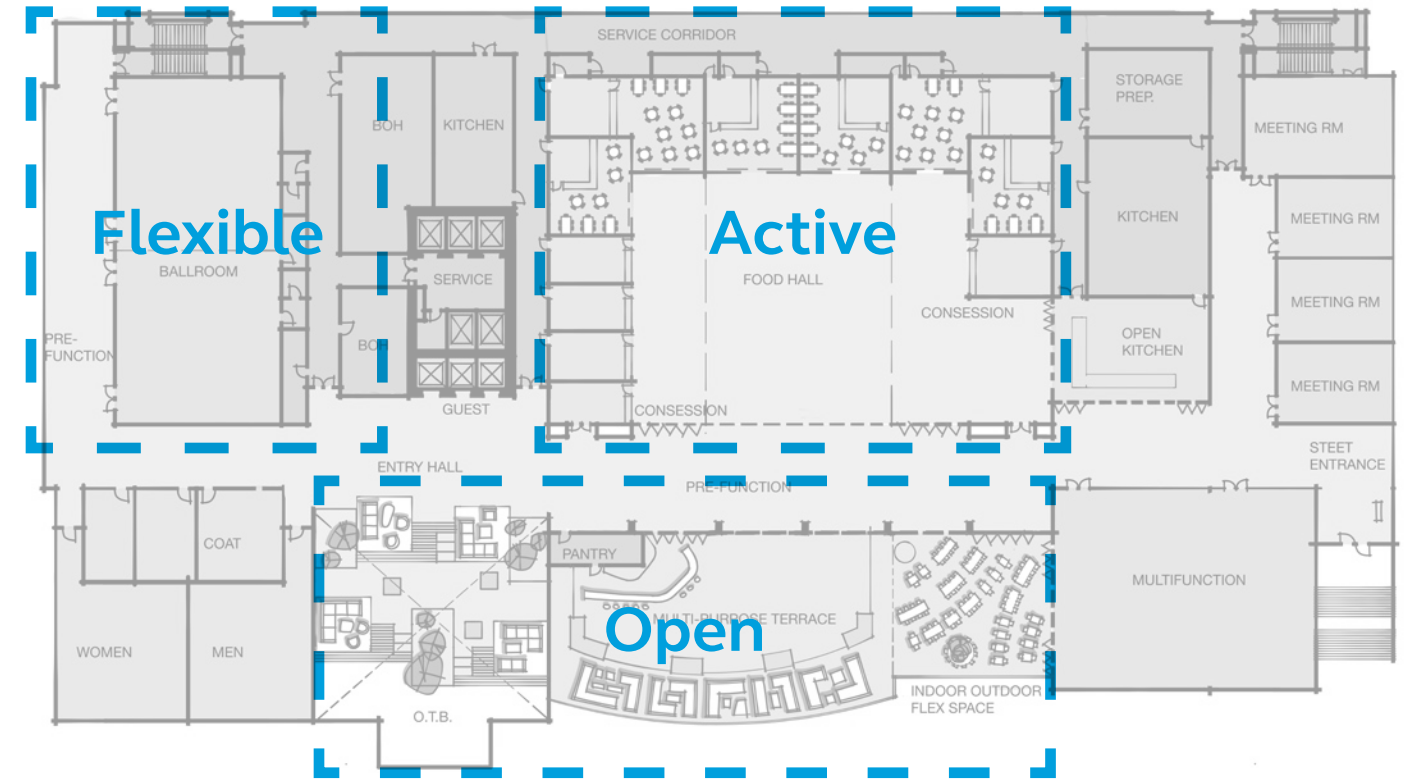 SERVICE CORRIDOR
STORAGE
PREP.
BOH
KITCHEN
MEETING RM
KITCHEN
MEETING RM
Flexible
Active
BALLROOM
SERVICE
FOOD HALL
MEETING RM
CONSESSION
PRE-
FUNCTION
BOH
OPEN
KITCHEN
MEETING RM
GUEST
CONSESSION
STEET
ENTRANCE
ENTRY HALL
PRE-FUNCTION
COAT
PANTRY
MULTIFUNCTION
MULTI-PURPOSE TERRACE
Open
WOMEN
MEN
INDOOR OUTDOOR
FLEX SPACE
O.T.B.